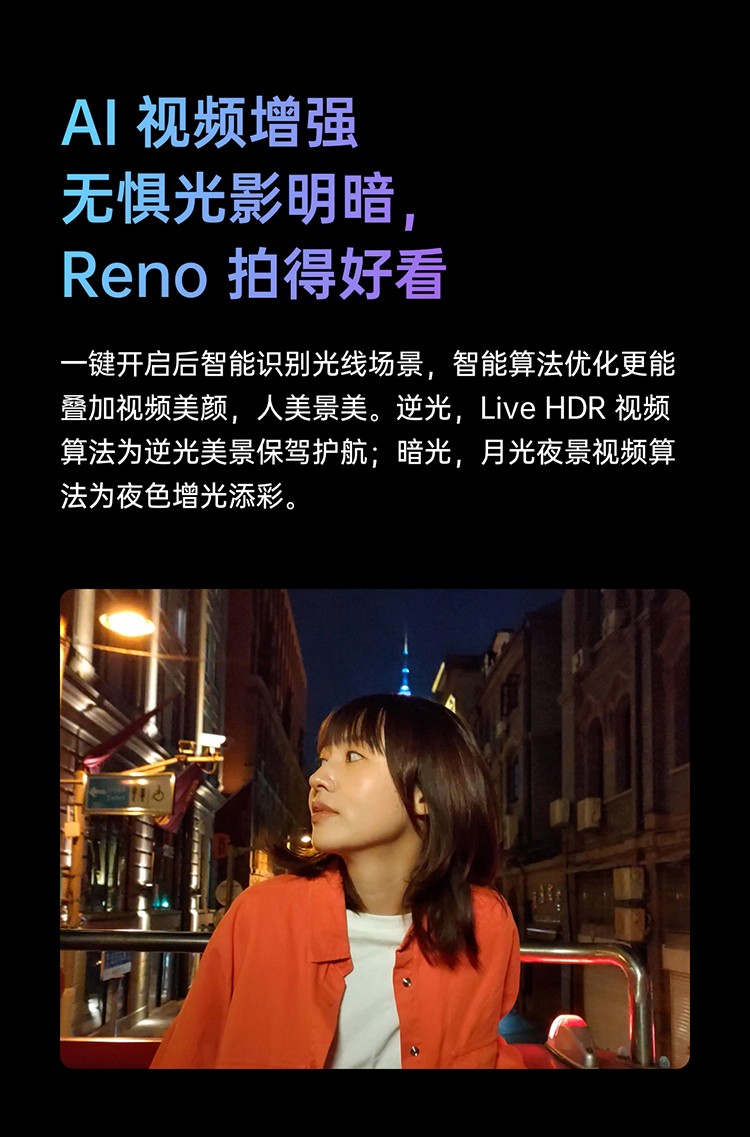 AI 视频增强
无惧光影明暗，
Reno 拍得好看
一键开启后智能识别光线场景，智能算法优化更能
叠加视频美颜，人美景美。逆光，Live HDR 视频
算法为逆光美景保驾护航；暗光，月光夜景视频算
法为夜色增光添彩。